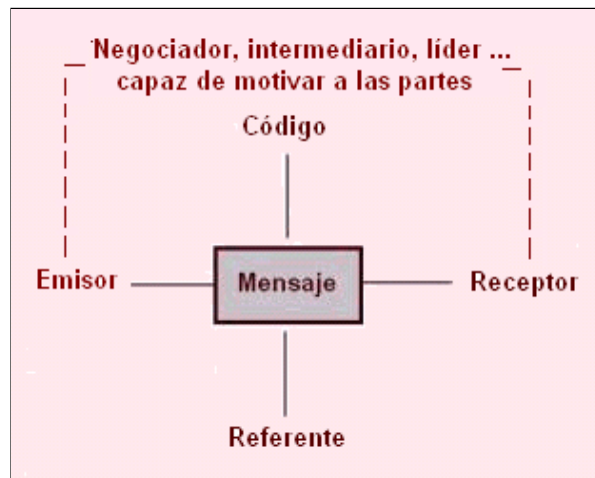 Negociador, intermediario, líder ...
capaz de motivar a las partes
Código
Emisor
Mensaje
Receptor
Referente